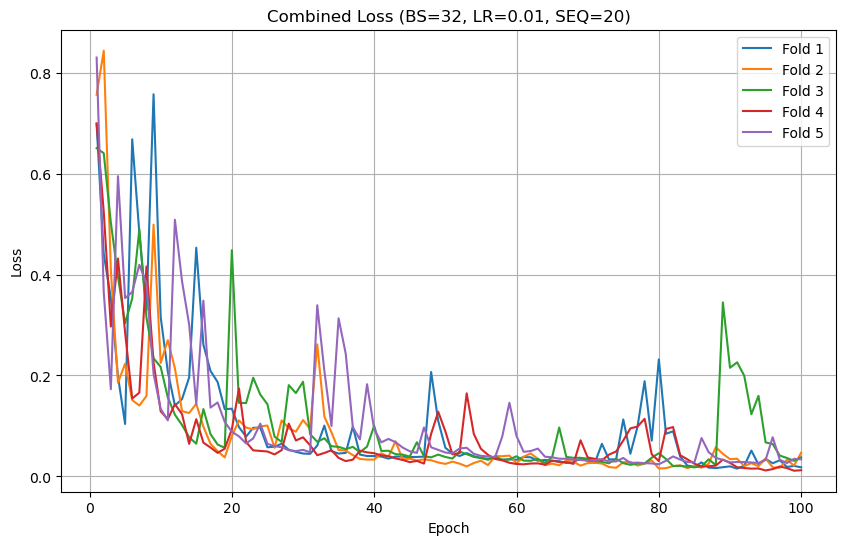 Combined Loss (BS=32, LR=0.01, SEQ=20)
Fold 1
Fold 2
Fold 3
Fold 4
Fold 5
Loss
0.8
0.6
0.4
0.2
0.0
0 20 40 60 80 100
Epoch